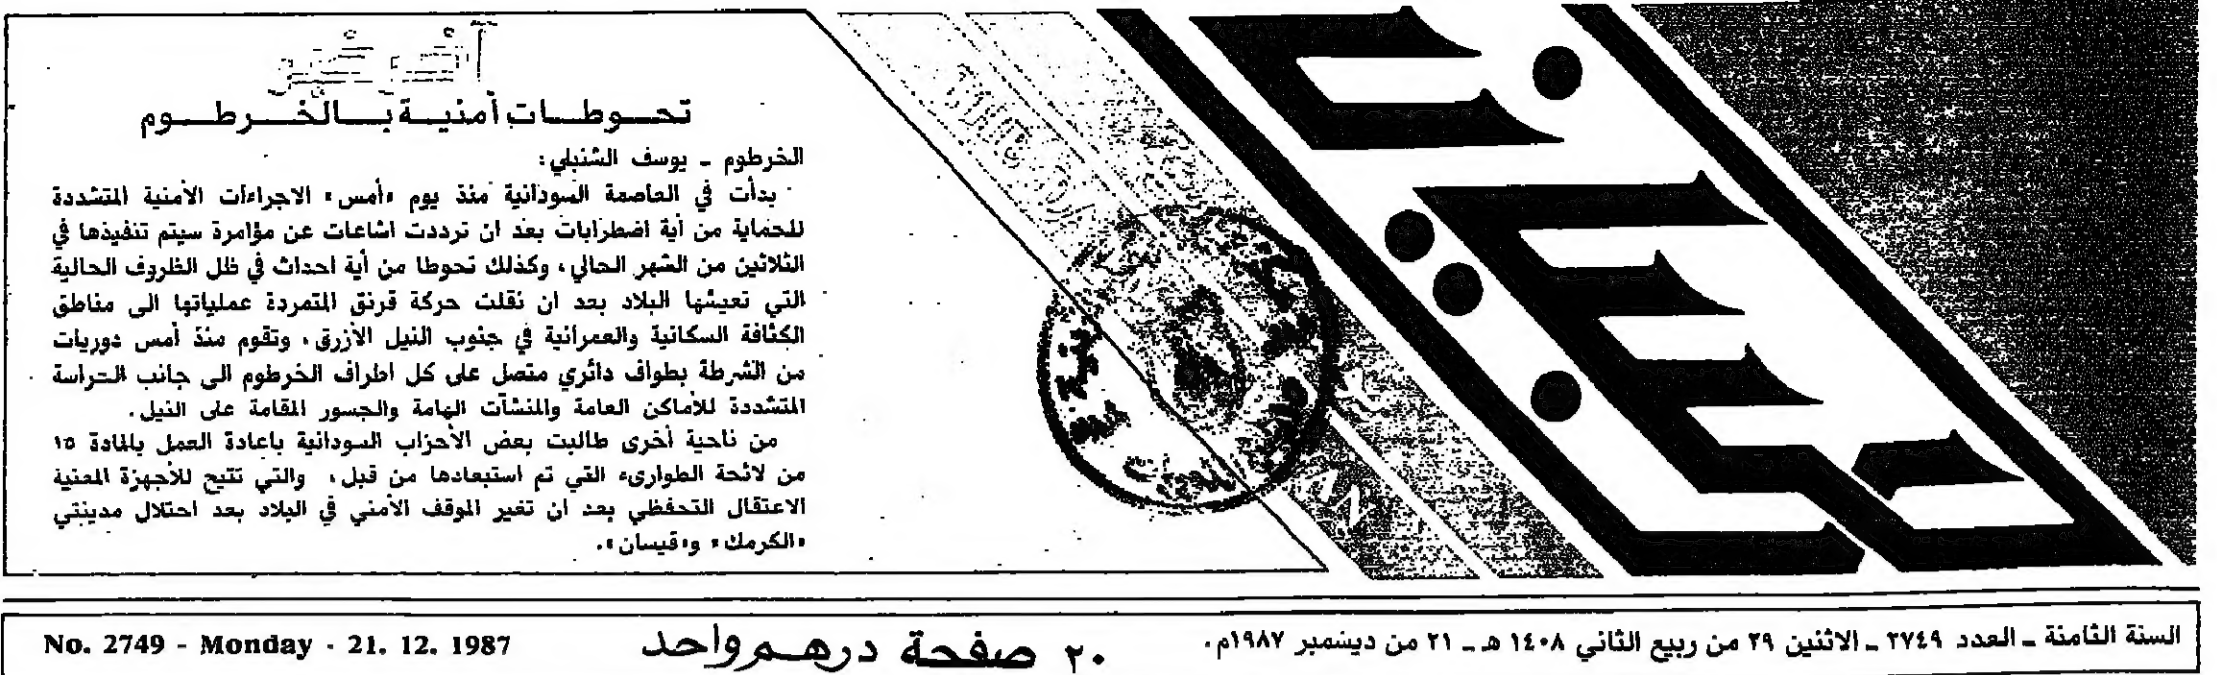 البيان
تحوطات أمنية بالخرطوم
الخرطوم - يوسف الشنبلي:
بدأت في العاصمة السودانية منذ يوم «أمس» الاجراءات الأمنية المتشددة
للحماية من أية اضطرابات بعد ان ترددت اشاعات عن مؤامرة سيتم تنفيذها في
الثلاثين من الشهر الحالي، وكذلك تحوطا من أية احداث في ظل الظروف الحالية
التي تعيشها البلاد بعد ان نقلت حركة قرنق المتمردة عملياتها الى مناطق
الكثافة السكانية والعمرانية في جنوب النيل الأزرق، وتقوم منذ أمس دوريات
من الشرطة بطواف دائري متصل على كل اطراف الخرطوم الى جانب الحراسة
المتشددة للأماكن العامة والمنشآت الهامة والجسور المقامة على النيل.
من ناحية أخرى طالبت بعض الأحزاب السودانية باعادة العمل بالمادة ١٥
من لائحة الطوارىء التي تم استبعادها من قبل، والتي تتيح للأجهزة المعنية
الاعتقال التحفظي بعد ان تغير الموقف الأمني في البلاد بعد احتلال مدينتي
«الكرمك» و«قيسان».
السنة الثامنة - العدد ٢٧٤٩ - الاثنين ٢٩ من ربيع الثاني ١٤٠٨ هـ - ٢١ من ديسمبر ١٩٨٧م.
٢٠ صفحة درهم واحد
No. 2749 - Monday - 21. 12. 1987